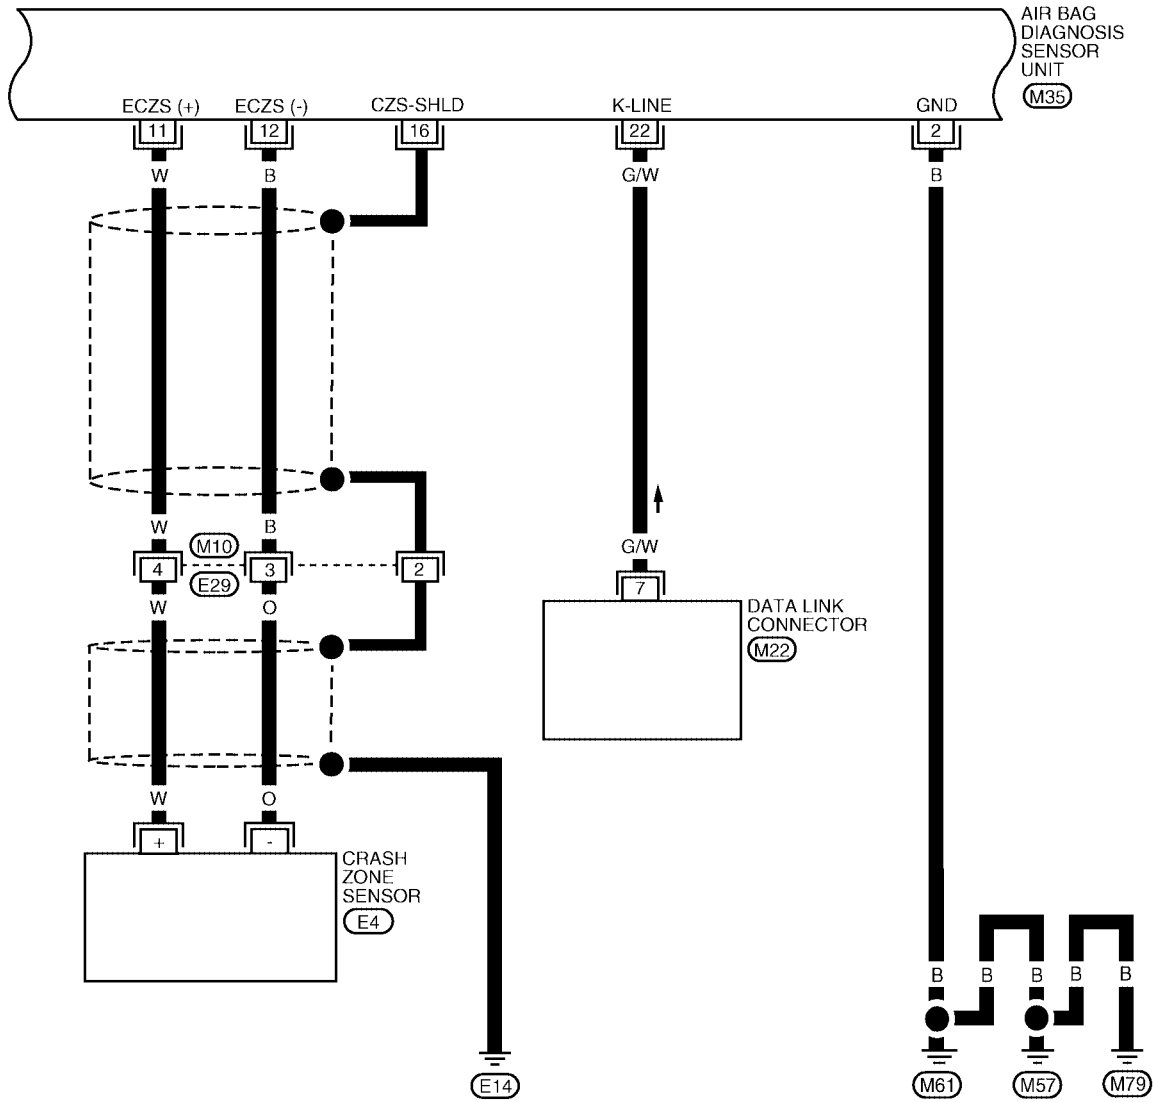 AIR BAG
DIAGNOSIS
SENSOR
UNIT
M35
ECZS (+) ECZS (-) CZS-SHLD K-LINE GND
11 12 16 22 2
W B G/W B
W B
G/W
M10
4 3 2
E29
7
W O
DATA LINK
CONNECTOR
M22
W O
+ -
CRASH
ZONE
SENSOR
E4
B B B B B
E14 M61 M57 M79